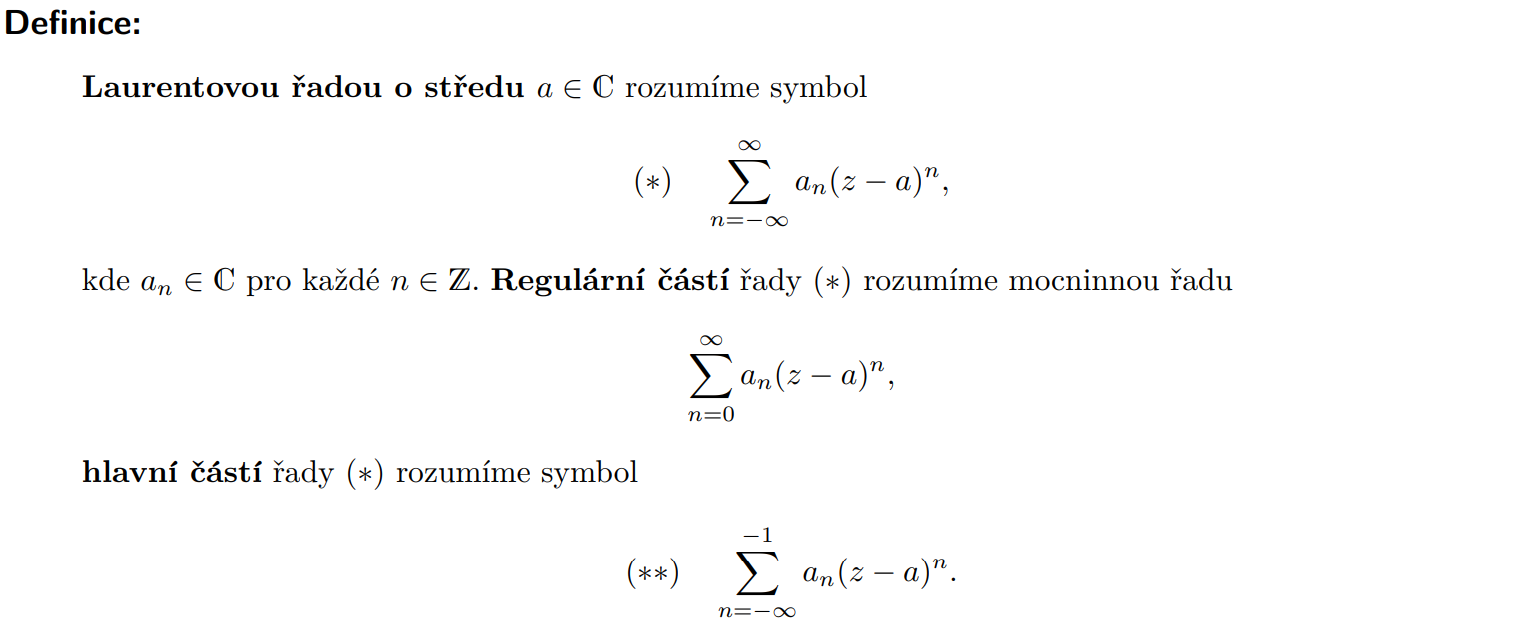 Definice:
Laurentovou řadou o středu a ∈ ℂ rozumíme symbol
(∗) ∑_{n=−∞}^{∞} a_n(z − a)^n,
kde a_n ∈ ℂ pro každé n ∈ ℤ. Regulární částí řady (∗) rozumíme mocninnou řadu
∑_{n=0}^{∞} a_n(z − a)^n,
hlavní částí řady (∗) rozumíme symbol
(∗∗) ∑_{n=−∞}^{−1} a_n(z − a)^n.